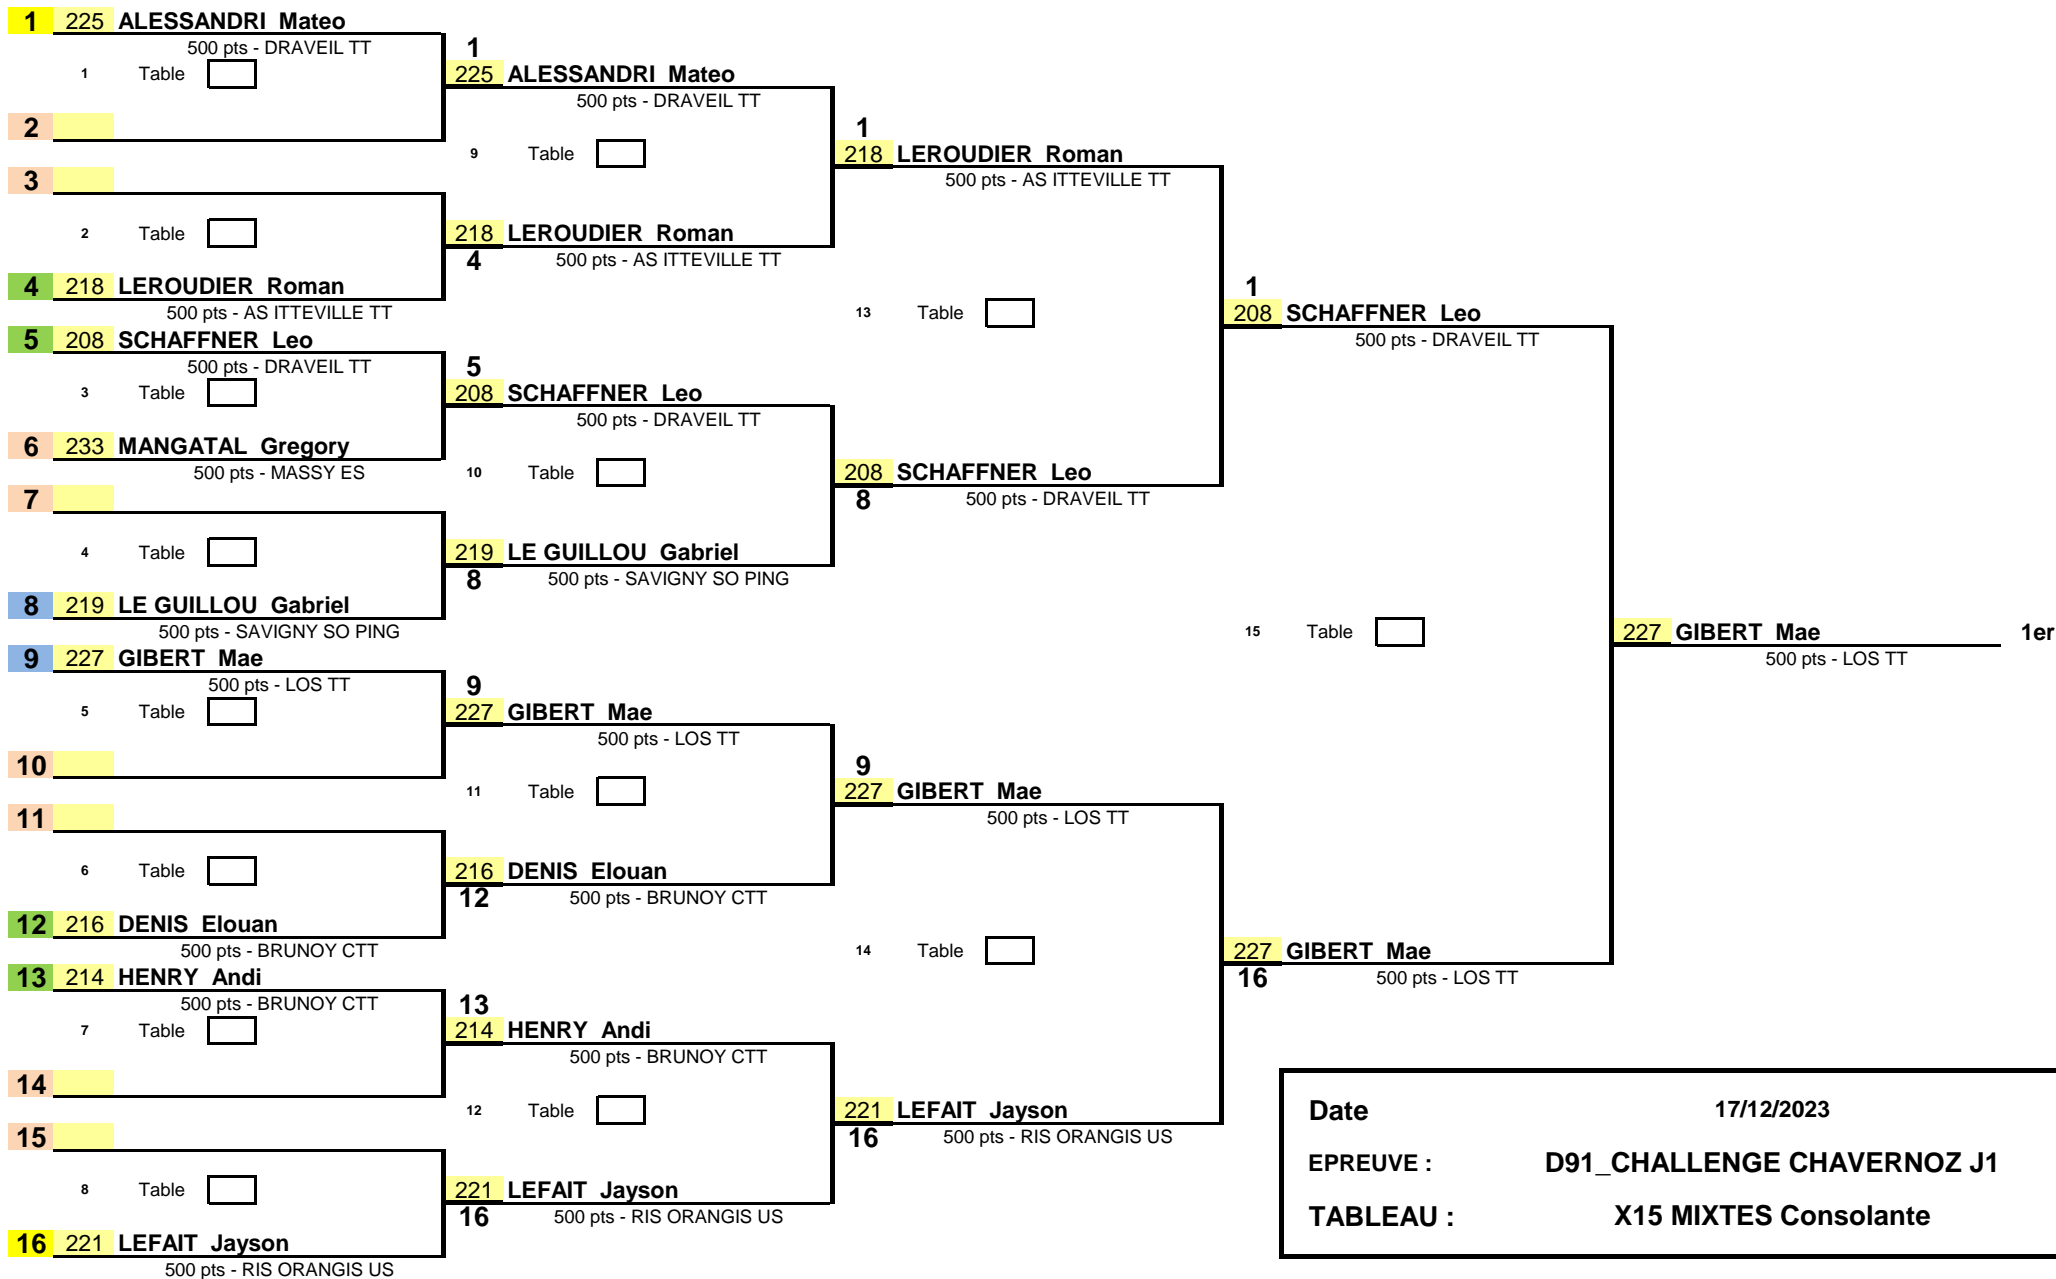 1 225 ALESSANDRI Mateo
500 pts - DRAVEIL TT
1 Table
2
3
2 Table
4 218 LEROUDIER Roman
500 pts - AS ITTEVILLE TT
5 208 SCHAFFNER Leo
500 pts - DRAVEIL TT
3 Table
6 233 MANGATAL Gregory
500 pts - MASSY ES
7
4 Table
8 219 LE GUILLOU Gabriel
500 pts - SAVIGNY SO PING
9 227 GIBERT Mae
500 pts - LOS TT
5 Table
10
11
6 Table
12 216 DENIS Elouan
500 pts - BRUNOY CTT
13 214 HENRY Andi
500 pts - BRUNOY CTT
7 Table
14
15
8 Table
16 221 LEFAIT Jayson
500 pts - RIS ORANGIS US
1
225 ALESSANDRI Mateo
500 pts - DRAVEIL TT
9 Table
218 LEROUDIER Roman
4 500 pts - AS ITTEVILLE TT
5
208 SCHAFFNER Leo
500 pts - DRAVEIL TT
10 Table
219 LE GUILLOU Gabriel
8 500 pts - SAVIGNY SO PING
9
227 GIBERT Mae
500 pts - LOS TT
11 Table
216 DENIS Elouan
12 500 pts - BRUNOY CTT
13
214 HENRY Andi
500 pts - BRUNOY CTT
12 Table
221 LEFAIT Jayson
16 500 pts - RIS ORANGIS US
1
218 LEROUDIER Roman
500 pts - AS ITTEVILLE TT
13 Table
208 SCHAFFNER Leo
8 500 pts - DRAVEIL TT
9
227 GIBERT Mae
500 pts - LOS TT
14 Table
221 LEFAIT Jayson
16 500 pts - RIS ORANGIS US
1
208 SCHAFFNER Leo
500 pts - DRAVEIL TT
15 Table
227 GIBERT Mae
16 500 pts - LOS TT
227 GIBERT Mae 1er
500 pts - LOS TT
Date 17/12/2023
EPREUVE : D91_CHALLENGE CHAVERNOZ J1
TABLEAU : X15 MIXTES Consolante